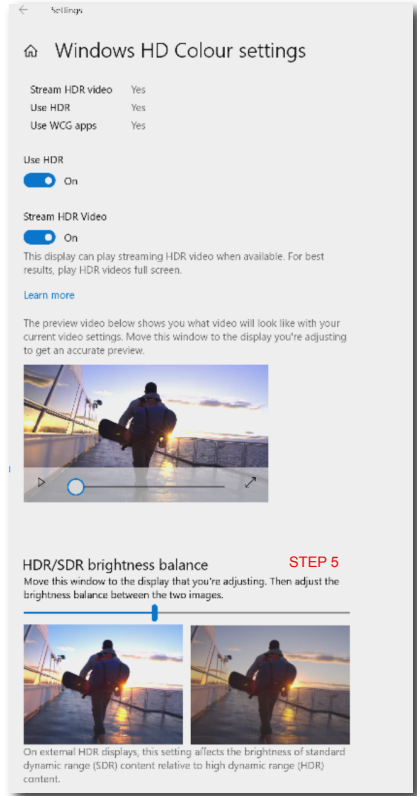 Settings
Windows HD Colour settings
Stream HDR video Yes
Use HDR Yes
Use WCG apps Yes
Use HDR
On
Stream HDR Video
On
This display can play streaming HDR video when available. For best
results, play HDR videos full screen.
Learn more
The preview video below shows you what video will look like with your
current video settings. Move this window to the display you're adjusting
to get an accurate preview.
HDR/SDR brightness balance STEP 5
Move this window to the display that you're adjusting. Then adjust the
brightness balance between the two images.
On external HDR displays, this setting affects the brightness of standard
dynamic range (SDR) content relative to high dynamic range (HDR)
content.